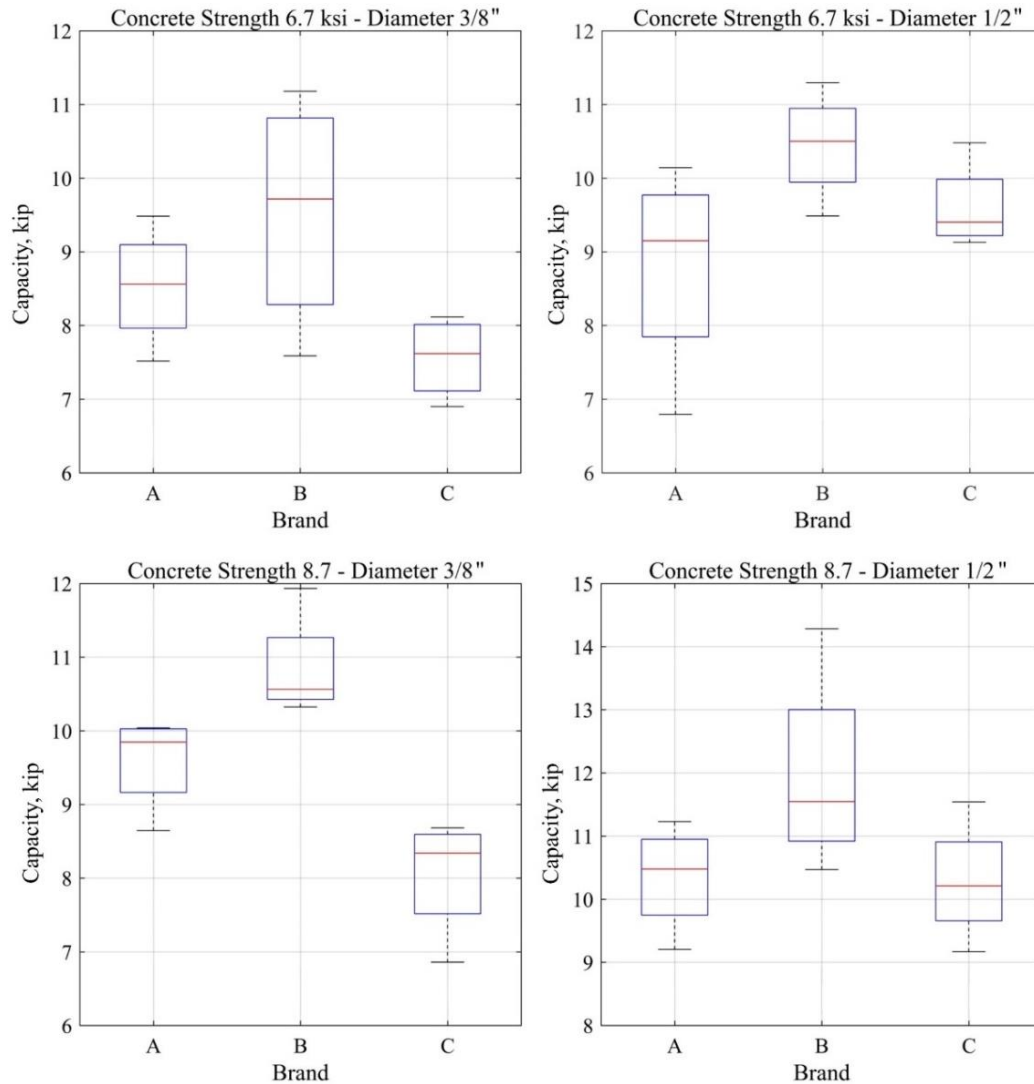 Concrete Strength 6.7 ksi - Diameter 3/8"
12
11
10
9
8
7
6
Capacity, kip
A B C
Brand
Concrete Strength 6.7 ksi - Diameter 1/2"
12
11
10
9
8
7
6
Capacity, kip
A B C
Brand
Concrete Strength 8.7 - Diameter 3/8"
12
11
10
9
8
7
6
Capacity, kip
A B C
Brand
Concrete Strength 8.7 - Diameter 1/2"
15
14
13
12
11
10
9
8
Capacity, kip
A B C
Brand